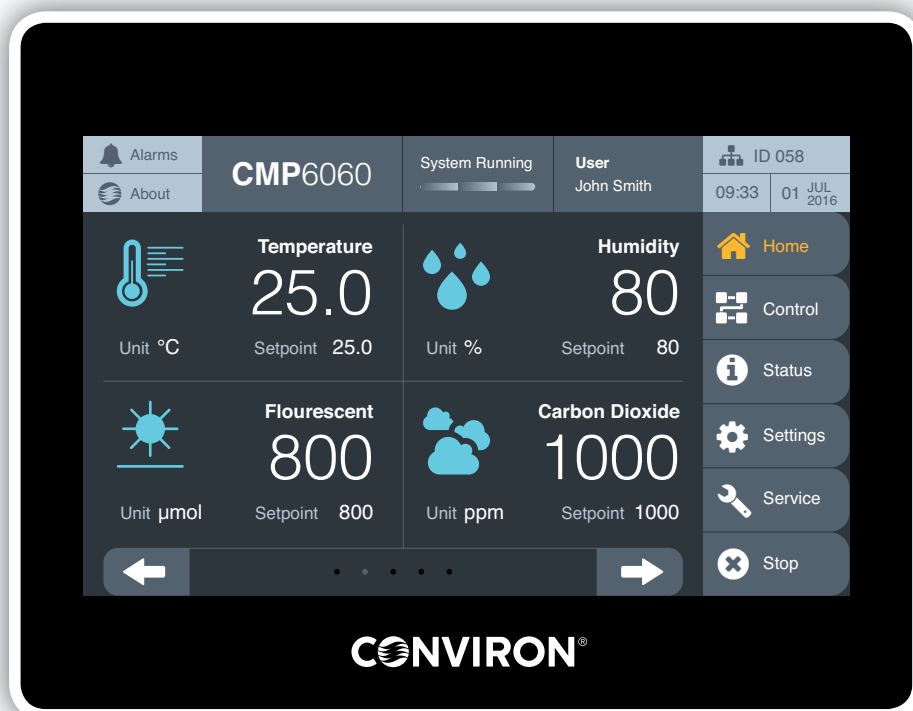 Alarms
About
CMP6060
System Running
User
John Smith
ID 058
09:33
01 JUL 2016
Temperature
25.0
Unit °C
Setpoint 25.0
Humidity
80
Unit %
Setpoint 80
Flourescent
800
Unit µmol
Setpoint 800
Carbon Dioxide
1000
Unit ppm
Setpoint 1000
Home
Control
Status
Settings
Service
Stop
CONVIRON®